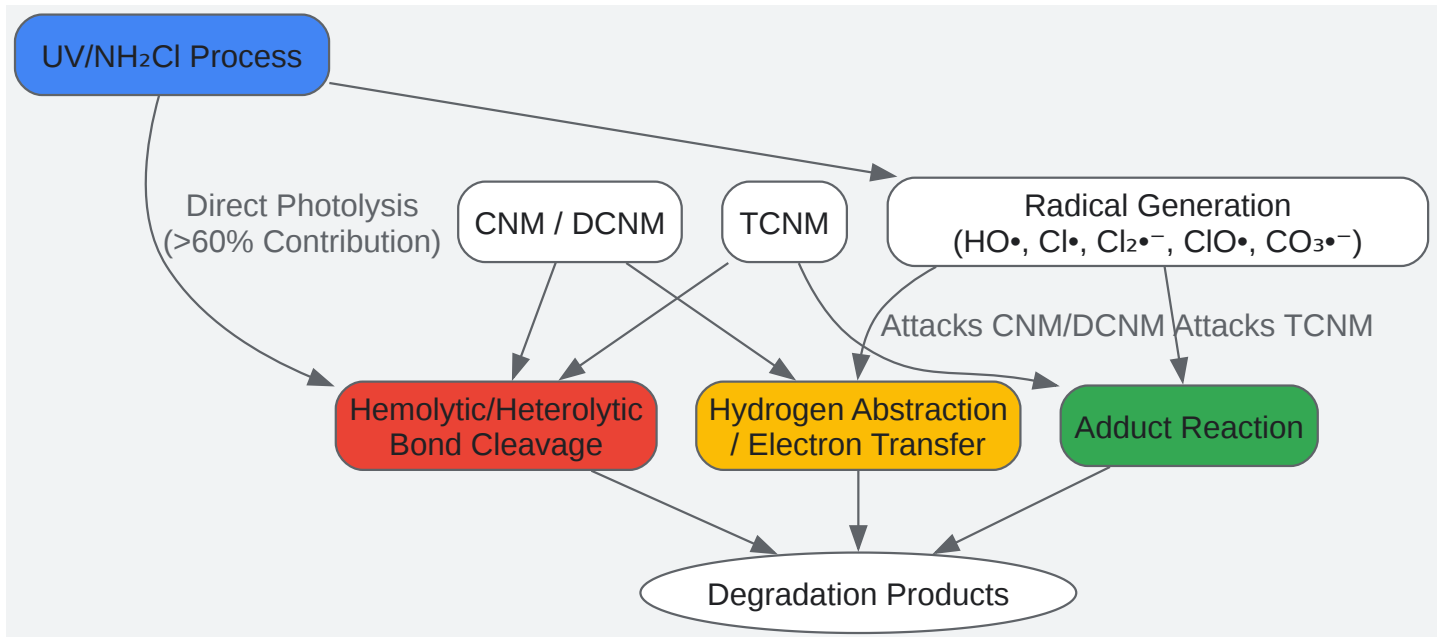 UV/NH₂Cl Process
Direct Photolysis
(>60% Contribution)
CNM / DCNM
TCNM
Radical Generation
(HO•, Cl•, Cl₂•⁻, ClO•, CO₃•⁻)
Attacks CNM/DCNM
Attacks TCNM
Hemolytic/Heterolytic
Bond Cleavage
Hydrogen Abstraction
/ Electron Transfer
Adduct Reaction
Degradation Products